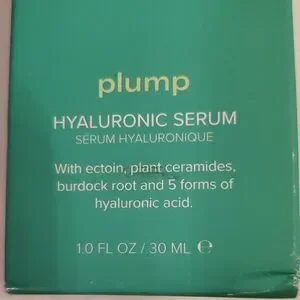 plump
HYALURONIC SERUM
SÉRUM HYALURONIQUE
With ectoin, plant ceramides,
burdock root and 5 forms of
hyaluronic acid.
1.0 FL OZ / 30 ML ℮